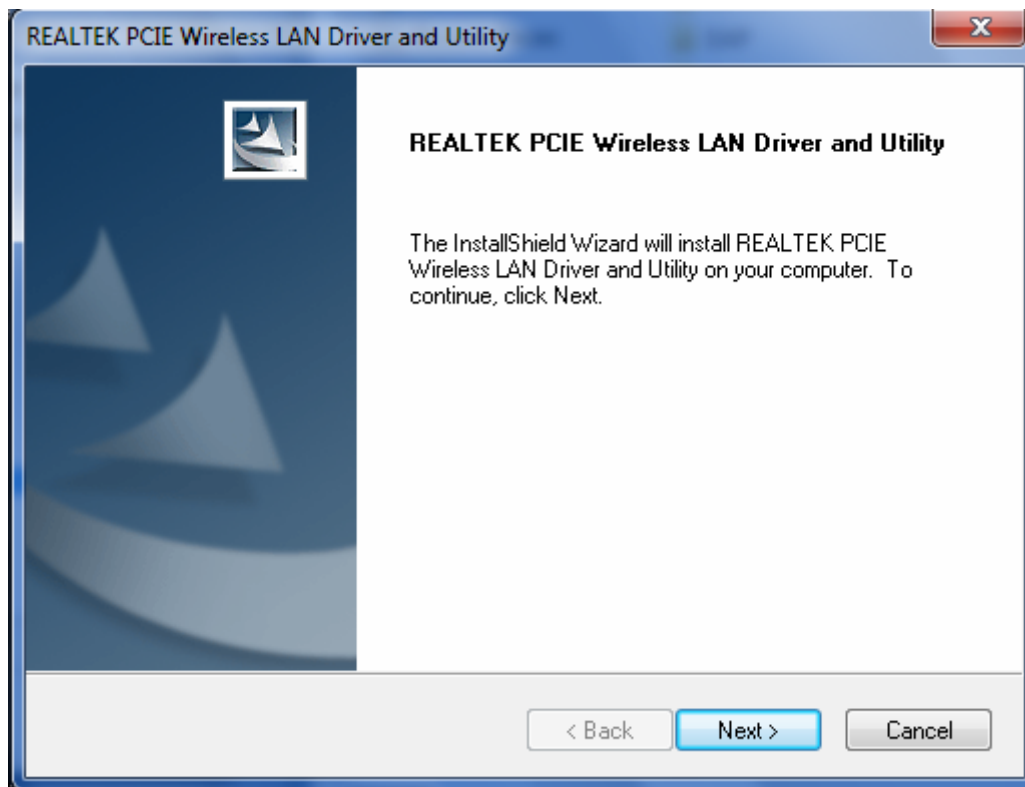 REALTEK PCIE Wireless LAN Driver and Utility
REALTEK PCIE Wireless LAN Driver and Utility
The InstallShield Wizard will install REALTEK PCIE
Wireless LAN Driver and Utility on your computer.  To
continue, click Next.
< Back
Next >
Cancel